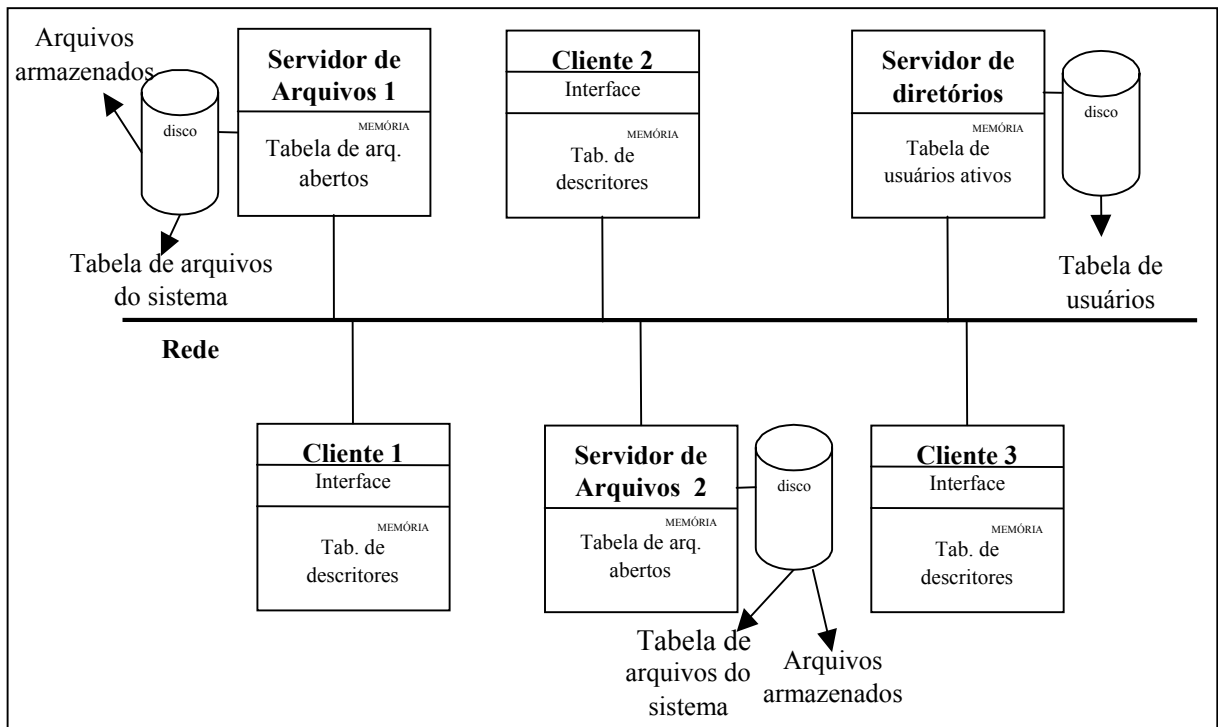 Arquivos
armazenados
disco
Servidor de
Arquivos 1
MEMÓRIA
Tabela de arq.
abertos
Tabela de arquivos
do sistema
Cliente 2
Interface
MEMÓRIA
Tab. de
descritores
Servidor de
diretórios
MEMÓRIA
Tabela de
usuários ativos
disco
Tabela de
usuários
Rede
Cliente 1
Interface
MEMÓRIA
Tab. de
descritores
Servidor de
Arquivos 2
MEMÓRIA
Tabela de arq.
abertos
disco
Tabela de
arquivos do
sistema
Arquivos
armazenados
Cliente 3
Interface
MEMÓRIA
Tab. de
descritores